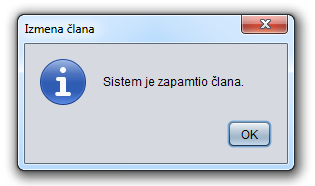 Izmena člana
Sistem je zapamtio člana.
OK